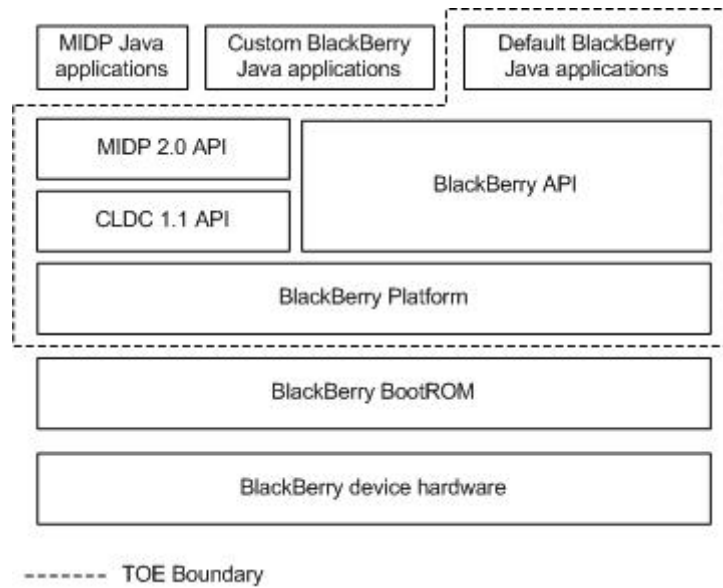 MIDP Java
applications
Custom BlackBerry
Java applications
Default BlackBerry
Java applications
MIDP 2.0 API
BlackBerry API
CLDC 1.1 API
BlackBerry Platform
BlackBerry BootROM
BlackBerry device hardware
TOE Boundary